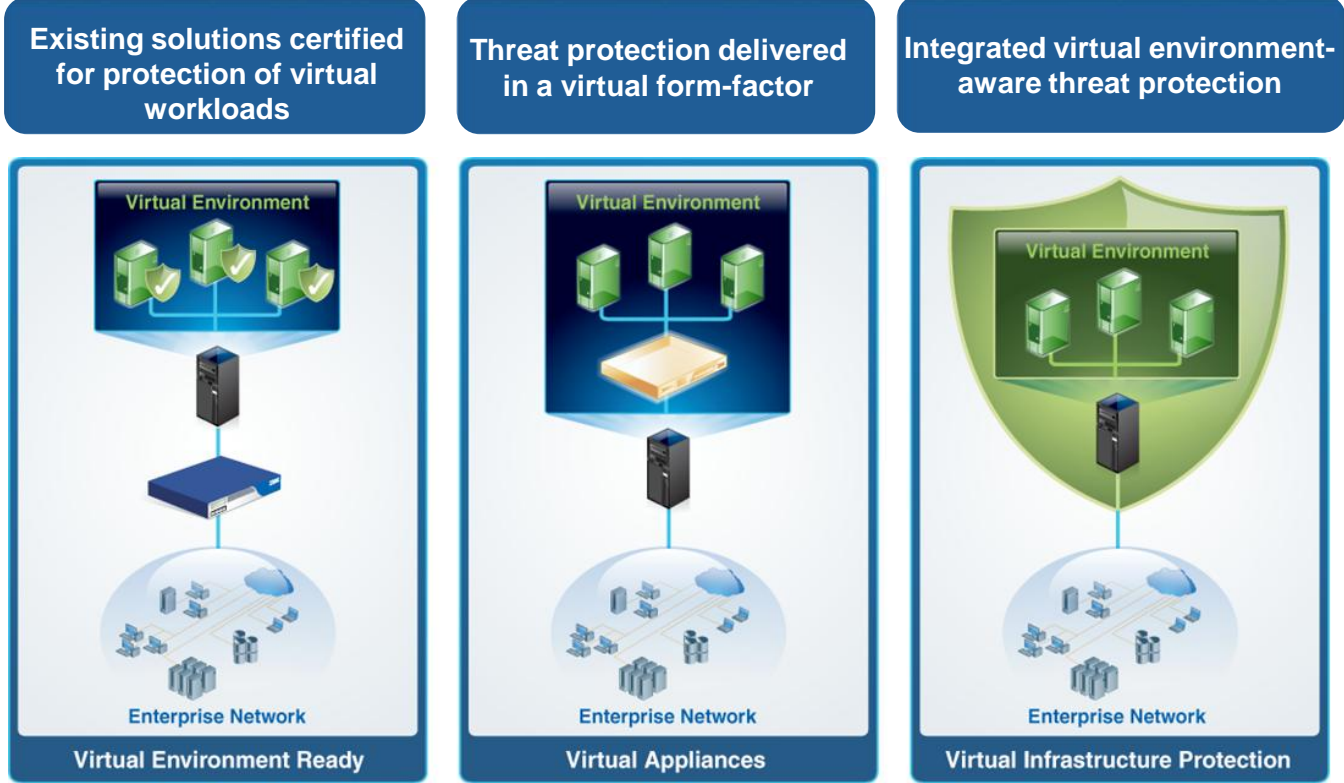 Existing solutions certified
for protection of virtual
workloads
Threat protection delivered
in a virtual form-factor
Integrated virtual environment-
aware threat protection
Virtual Environment
Enterprise Network
Virtual Environment Ready
Virtual Environment
Enterprise Network
Virtual Appliances
Virtual Environment
Enterprise Network
Virtual Infrastructure Protection